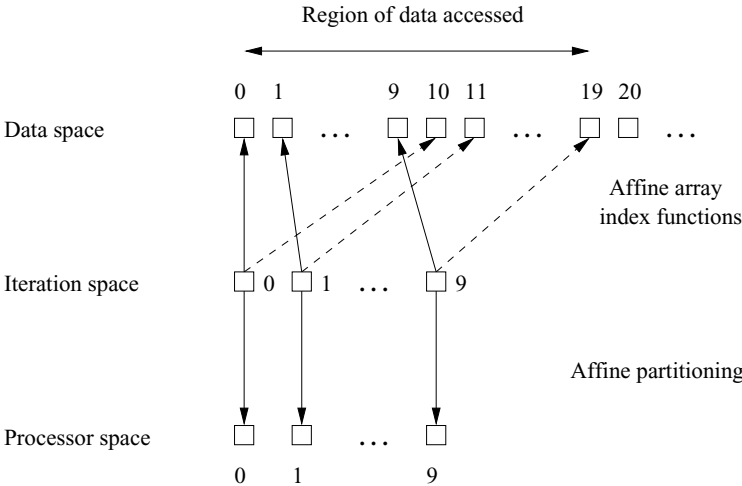 Region of data accessed
0 1 9 10 11 19 20
Data space ... ... ...
Affine array
index functions
Iteration space 0 1 ... 9
Affine partitioning
Processor space ...
0 1 9